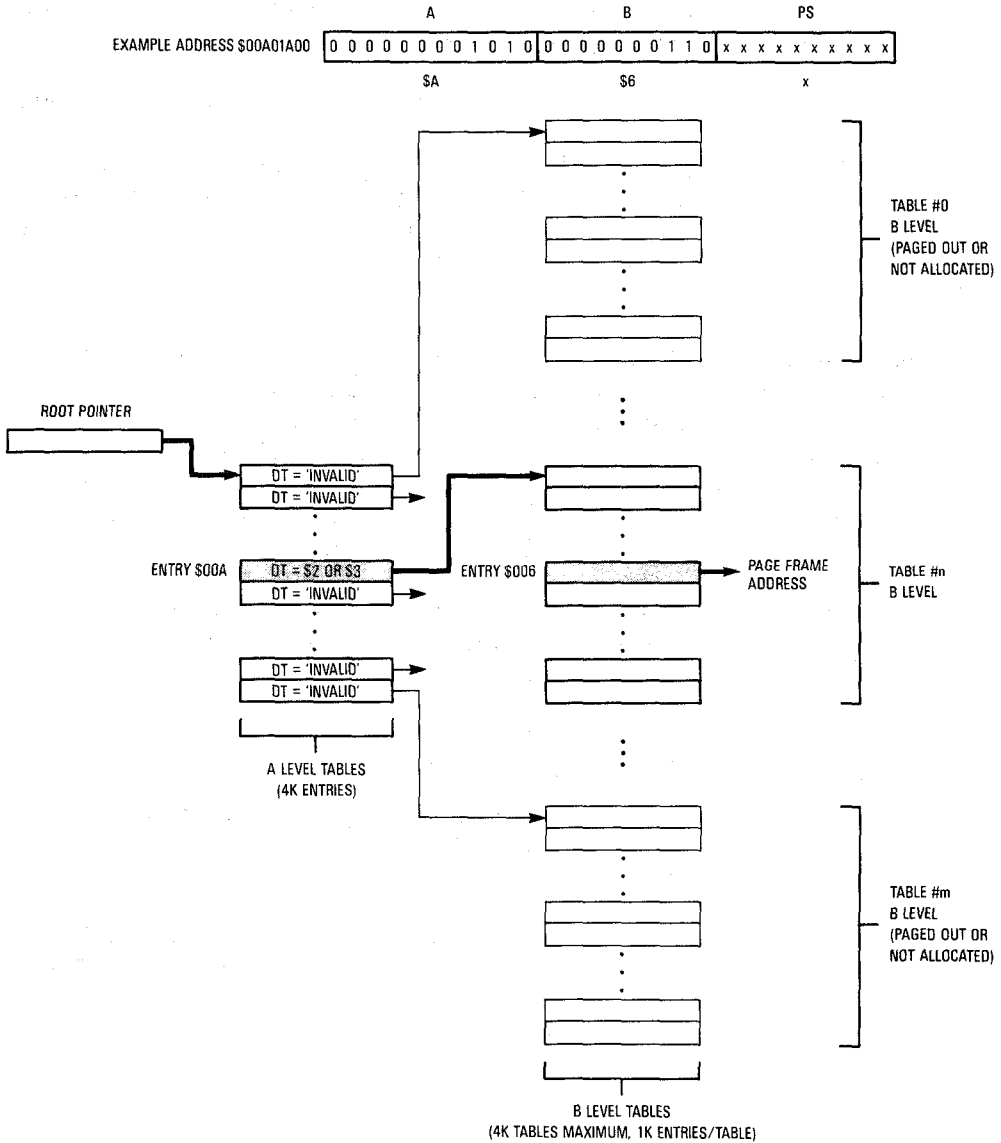 A B PS
EXAMPLE ADDRESS $00A01A00 0 0 0 0 0 0 0 0 1 0 1 0 0 0 0 0 0 0 0 1 1 0 x x x x x x x x x x
$A $6 x
TABLE #0
B LEVEL
(PAGED OUT OR
NOT ALLOCATED)
ROOT POINTER
DT = 'INVALID'
DT = 'INVALID'
ENTRY $00A DT = $2 OR $3 ENTRY $006 PAGE FRAME
ADDRESS
DT = 'INVALID'
TABLE #n
B LEVEL
DT = 'INVALID'
DT = 'INVALID'
A LEVEL TABLES
(4K ENTRIES)
TABLE #m
B LEVEL
(PAGED OUT OR
NOT ALLOCATED)
B LEVEL TABLES
(4K TABLES MAXIMUM, 1K ENTRIES/TABLE)